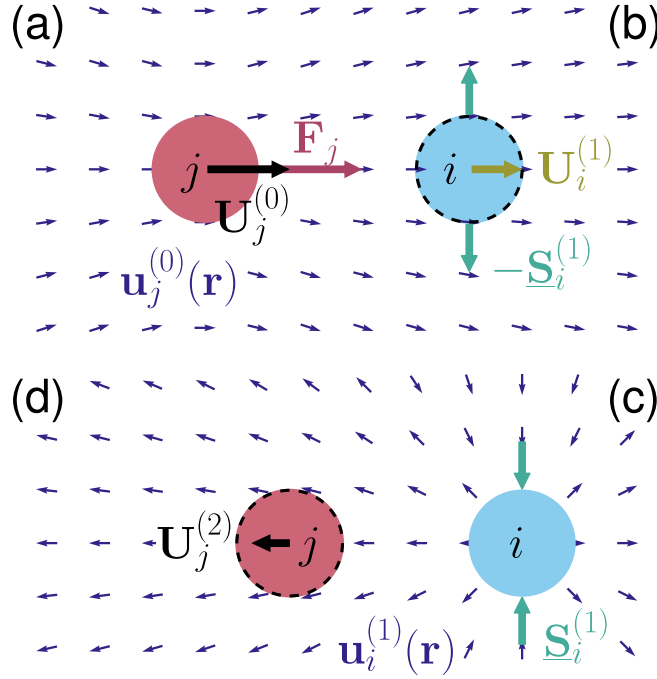 (a) (b)
F_j
j i U_i^(1)
U_j^(0)
u_j^(0)(r) −S_i^(1)
(d) (c)
U_j^(2) j i
u_i^(1)(r) S_i^(1)